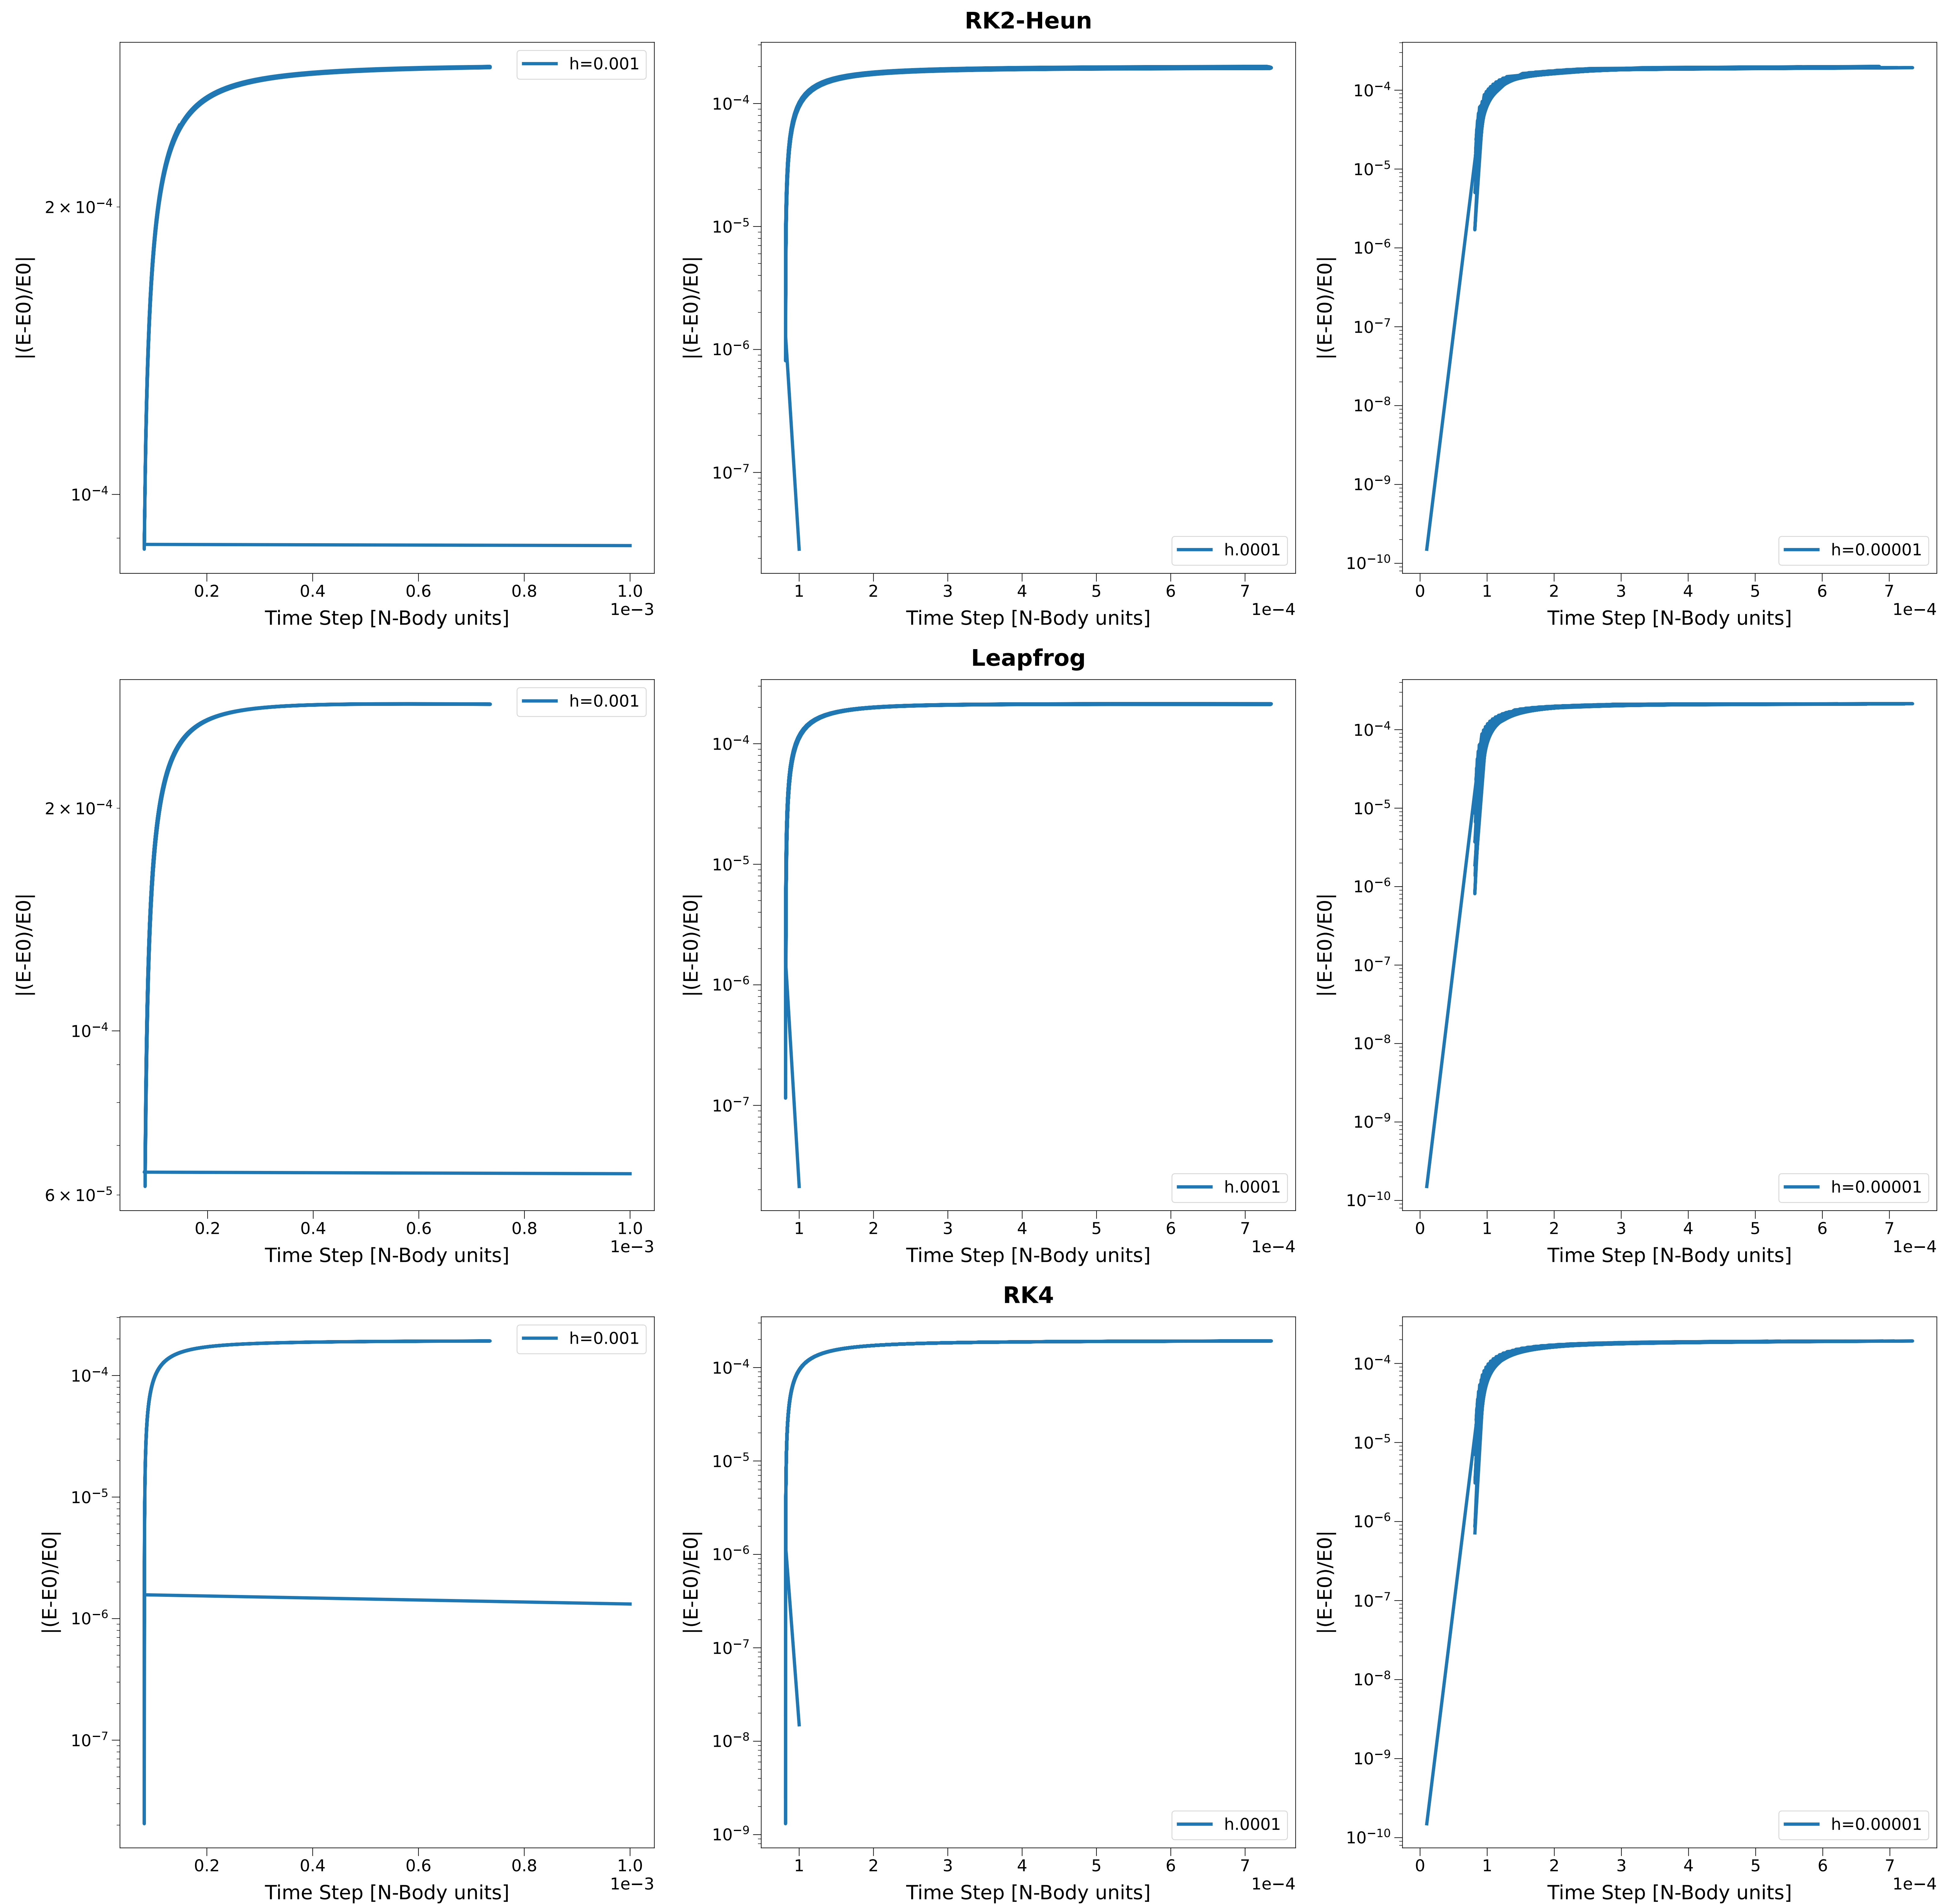 RK2-Heun
|(E-E0)/E0|
2 × 10⁻⁴
10⁻⁴
h=0.001
0.2 0.4 0.6 0.8 1.0
1e−3
Time Step [N-Body units]
|(E-E0)/E0|
10⁻⁴
10⁻⁵
10⁻⁶
10⁻⁷
h.0001
1 2 3 4 5 6 7
1e−4
Time Step [N-Body units]
|(E-E0)/E0|
10⁻⁴
10⁻⁵
10⁻⁶
10⁻⁷
10⁻⁸
10⁻⁹
10⁻¹⁰
h=0.00001
0 1 2 3 4 5 6 7
1e−4
Time Step [N-Body units]
Leapfrog
|(E-E0)/E0|
2 × 10⁻⁴
10⁻⁴
6 × 10⁻⁵
h=0.001
0.2 0.4 0.6 0.8 1.0
1e−3
Time Step [N-Body units]
|(E-E0)/E0|
10⁻⁴
10⁻⁵
10⁻⁶
10⁻⁷
h.0001
1 2 3 4 5 6 7
1e−4
Time Step [N-Body units]
|(E-E0)/E0|
10⁻⁴
10⁻⁵
10⁻⁶
10⁻⁷
10⁻⁸
10⁻⁹
10⁻¹⁰
h=0.00001
0 1 2 3 4 5 6 7
1e−4
Time Step [N-Body units]
RK4
|(E-E0)/E0|
10⁻⁴
10⁻⁵
10⁻⁶
10⁻⁷
h=0.001
0.2 0.4 0.6 0.8 1.0
1e−3
Time Step [N-Body units]
|(E-E0)/E0|
10⁻⁴
10⁻⁵
10⁻⁶
10⁻⁷
10⁻⁸
10⁻⁹
h.0001
1 2 3 4 5 6 7
1e−4
Time Step [N-Body units]
|(E-E0)/E0|
10⁻⁴
10⁻⁵
10⁻⁶
10⁻⁷
10⁻⁸
10⁻⁹
10⁻¹⁰
h=0.00001
0 1 2 3 4 5 6 7
1e−4
Time Step [N-Body units]